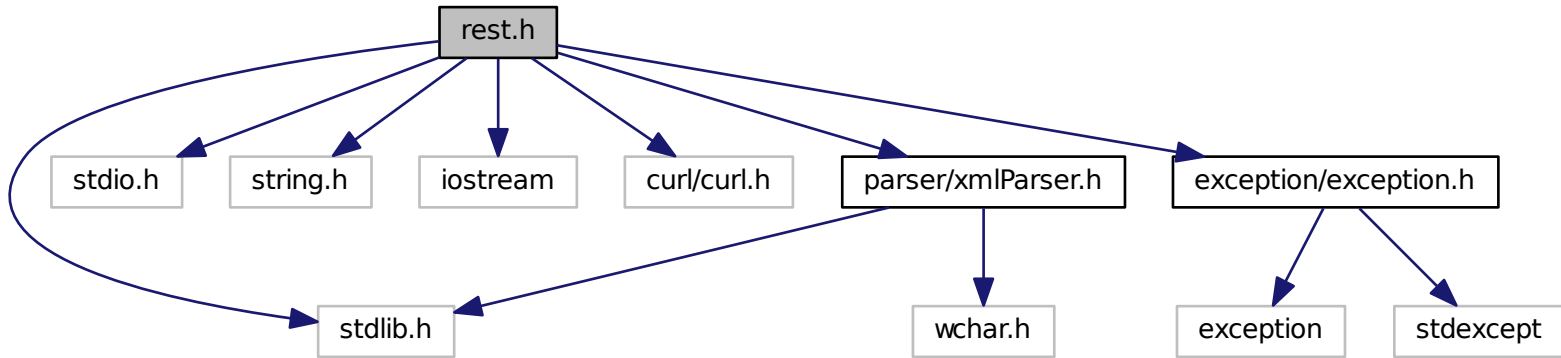 rest.h
stdio.h
string.h
iostream
curl/curl.h
parser/xmlParser.h
exception/exception.h
stdlib.h
wchar.h
exception
stdexcept